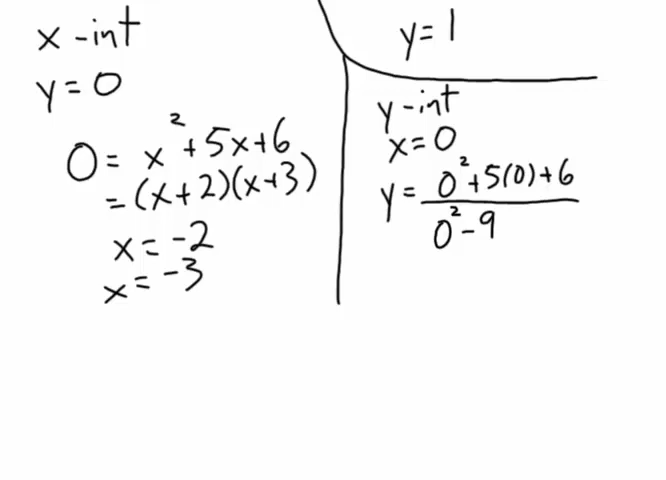 x-int
y=0
0= x²+5x+6
=(x+2)(x+3)
x=-2
x=-3
y=1
y-int
x=0
y= 0²+5(0)+6
0²-9